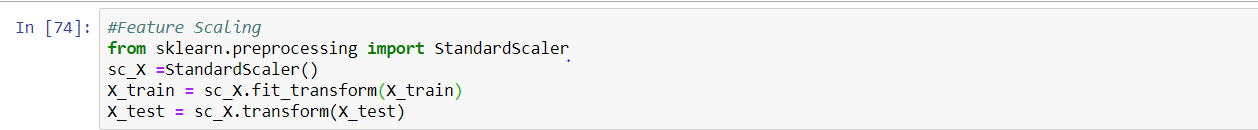 In [74]: #Feature Scaling
from sklearn.preprocessing import StandardScaler
sc_X =StandardScaler()
X_train = sc_X.fit_transform(X_train)
X_test = sc_X.transform(X_test)